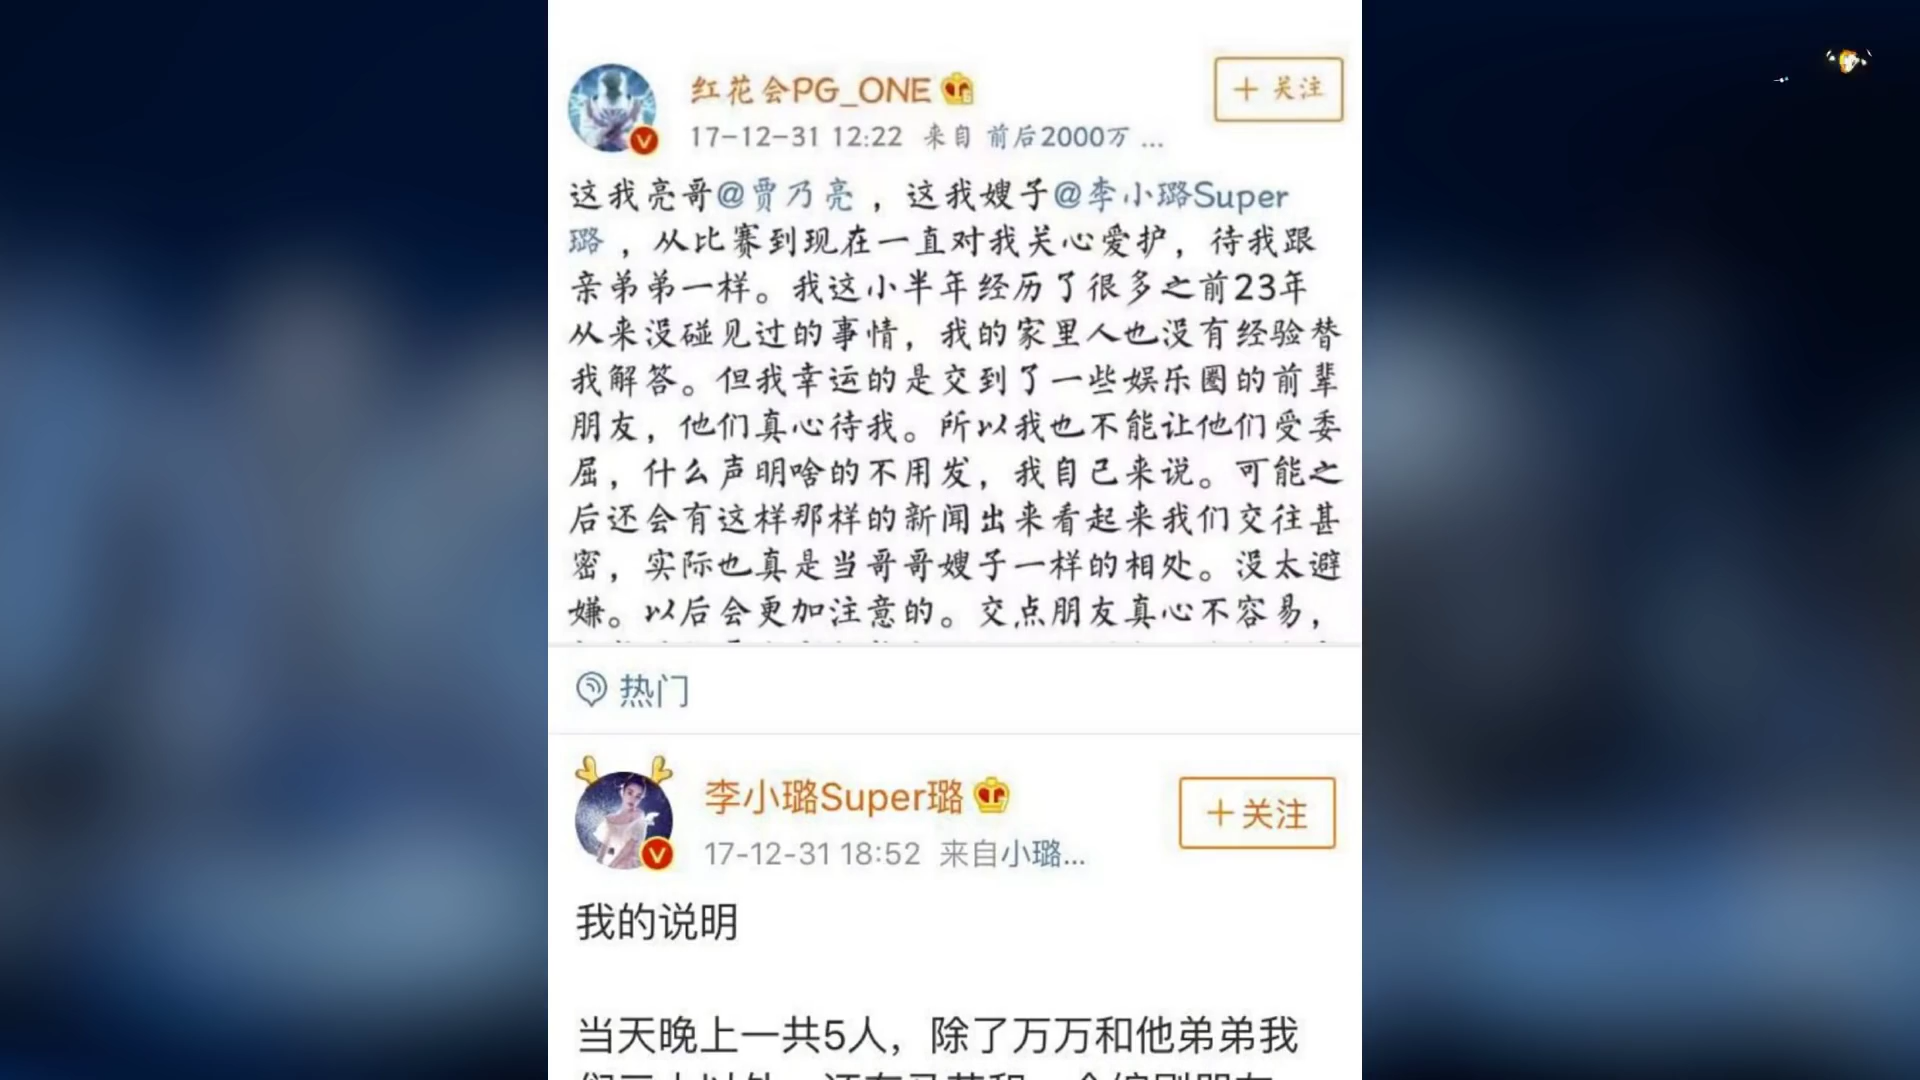 红花会PG_ONE
+ 关注
17-12-31 12:22 来自 前后2000万 ...
这我亮哥@贾乃亮，这我嫂子@李小璐Super
璐，从比赛到现在一直对我关心爱护，待我跟
亲弟弟一样。我这小半年经历了很多之前23年
从来没碰见过的事情，我的家里人也没有经验替
我解答。但我幸运的是交到了一些娱乐圈的前辈
朋友，他们真心待我。所以我也不能让他们受委
屈，什么声明啥的不用发，我自己来说。可能之
后还会有这样那样的新闻出来看起来我们交往甚
密，实际也真是当哥哥嫂子一样的相处。没太避
嫌。以后会更加注意的。交点朋友真心不容易，
热门
李小璐Super璐
+关注
17-12-31 18:52 来自小璐...
我的说明
当天晚上一共5人，除了万万和他弟弟我